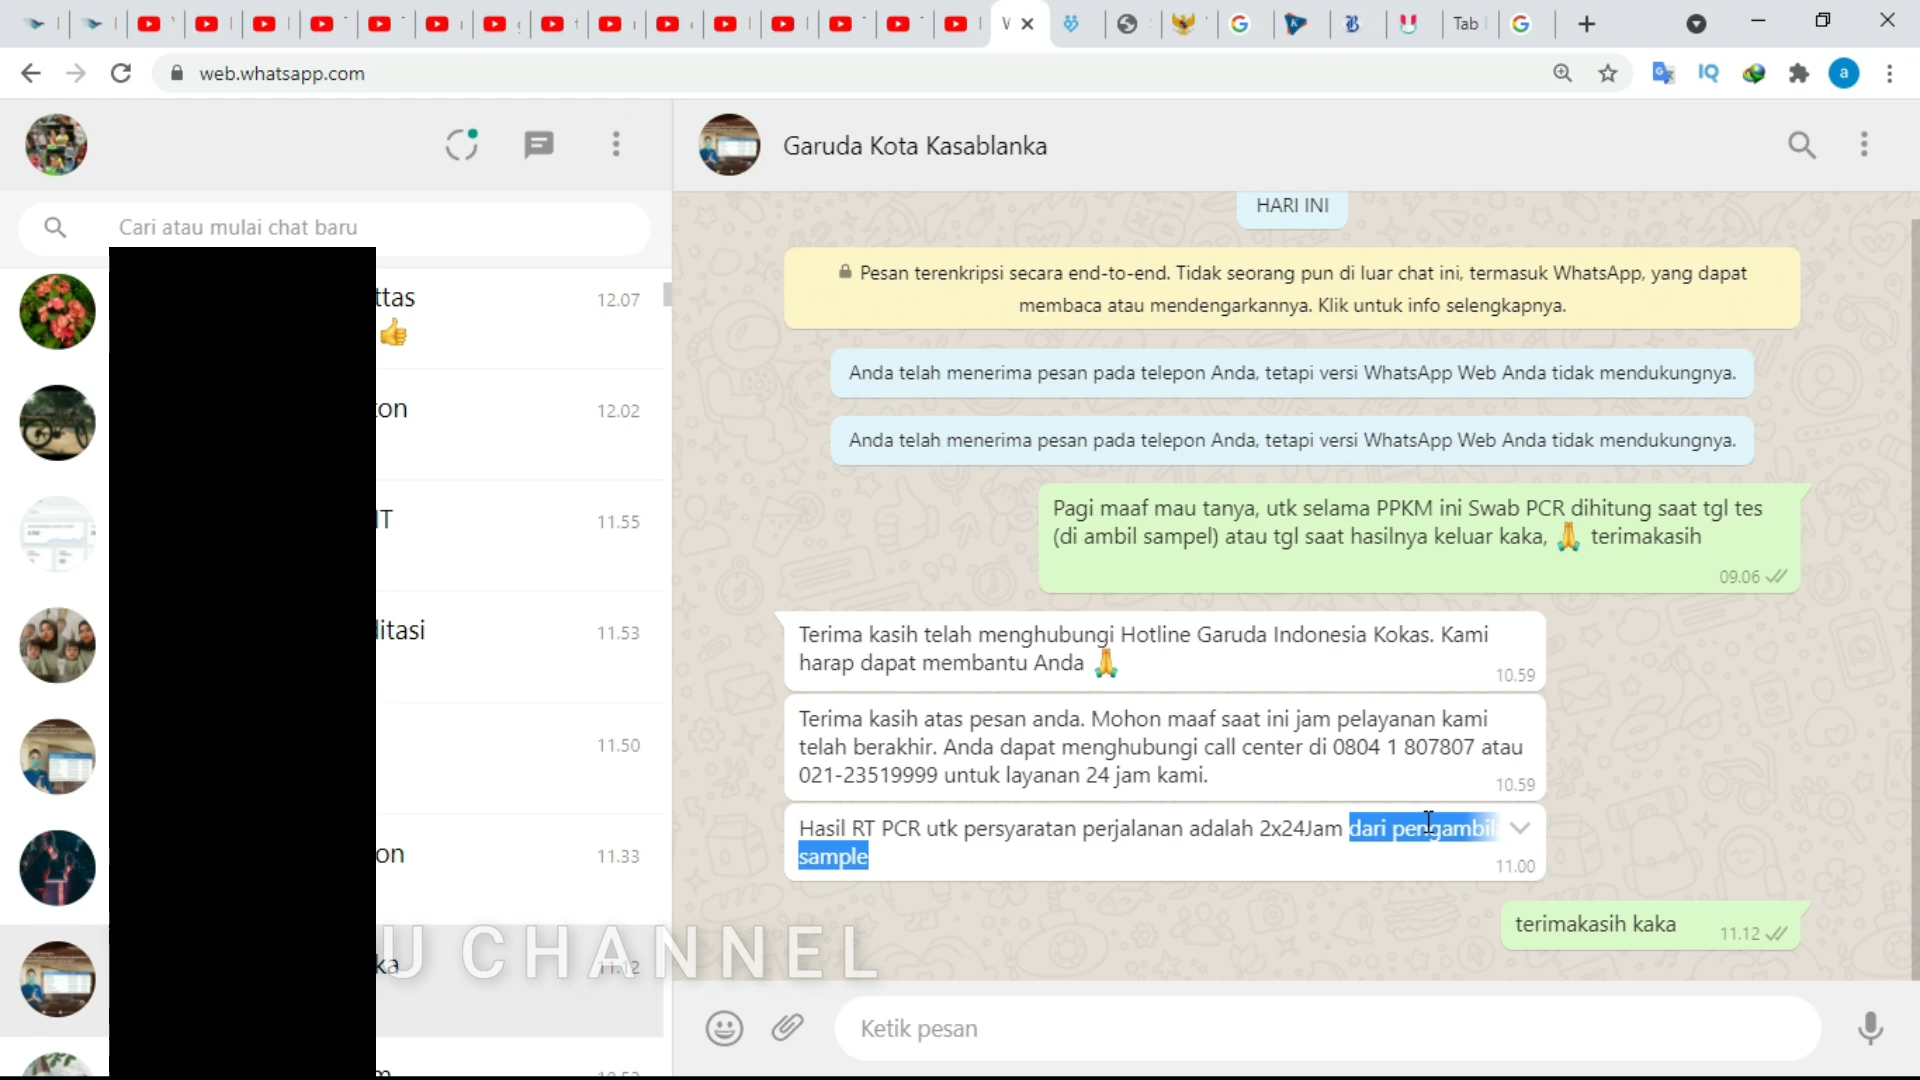 Tab
web.whatsapp.com
IQ
a
Garuda Kota Kasablanka
Cari atau mulai chat baru
HARI INI
Pesan terenkripsi secara end-to-end. Tidak seorang pun di luar chat ini, termasuk WhatsApp, yang dapat
membaca atau mendengarkannya. Klik untuk info selengkapnya.
ttas
12.07
Anda telah menerima pesan pada telepon Anda, tetapi versi WhatsApp Web Anda tidak mendukungnya.
12.02
Anda telah menerima pesan pada telepon Anda, tetapi versi WhatsApp Web Anda tidak mendukungnya.
11.55
Pagi maaf mau tanya, utk selama PPKM ini Swab PCR dihitung saat tgl tes
(di ambil sampel) atau tgl saat hasilnya keluar kaka, 🙏 terimakasih
09.06
litasi
11.53
Terima kasih telah menghubungi Hotline Garuda Indonesia Kokas. Kami
harap dapat membantu Anda 🙏
10.59
11.50
Terima kasih atas pesan anda. Mohon maaf saat ini jam pelayanan kami
telah berakhir. Anda dapat menghubungi call center di 0804 1 807807 atau
021-23519999 untuk layanan 24 jam kami.
10.59
on
11.33
Hasil RT PCR utk persyaratan perjalanan adalah 2x24Jam dari pengambil
sample
11.00
terimakasih kaka
11.12
ka
11.12
U CHANNEL
Ketik pesan